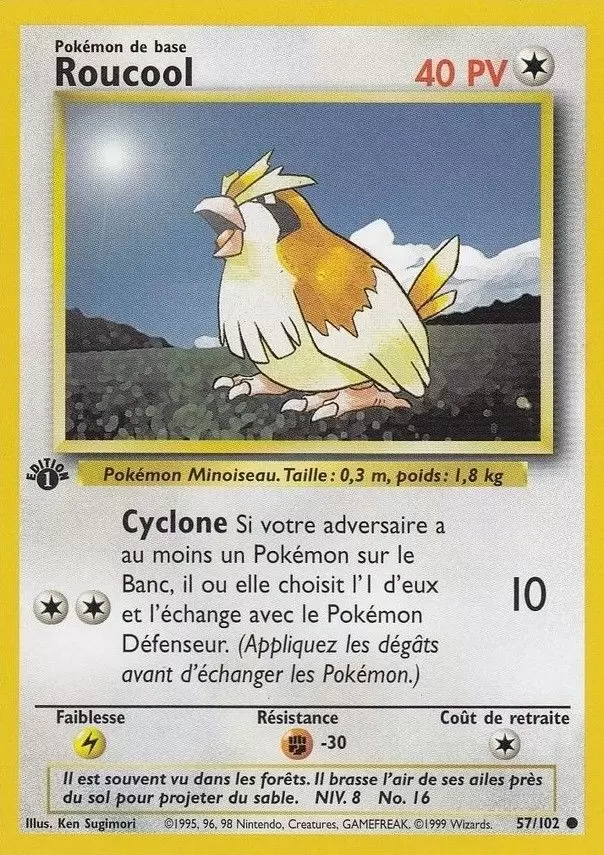 Pokémon de base
Roucool
40 PV
EDITION
1
Pokémon Minoiseau. Taille : 0,3 m, poids : 1,8 kg
Cyclone Si votre adversaire a
au moins un Pokémon sur le
Banc, il ou elle choisit l'1 d'eux
et l'échange avec le Pokémon
Défenseur. (Appliquez les dégâts
avant d'échanger les Pokémon.)
10
Faiblesse Résistance Coût de retraite
-30
Il est souvent vu dans les forêts. Il brasse l'air de ses ailes près
du sol pour projeter du sable. NIV. 8 No. 16
Illus. Ken Sugimori ©1995, 96, 98 Nintendo, Creatures, GAMEFREAK. ©1999 Wizards. 57/102